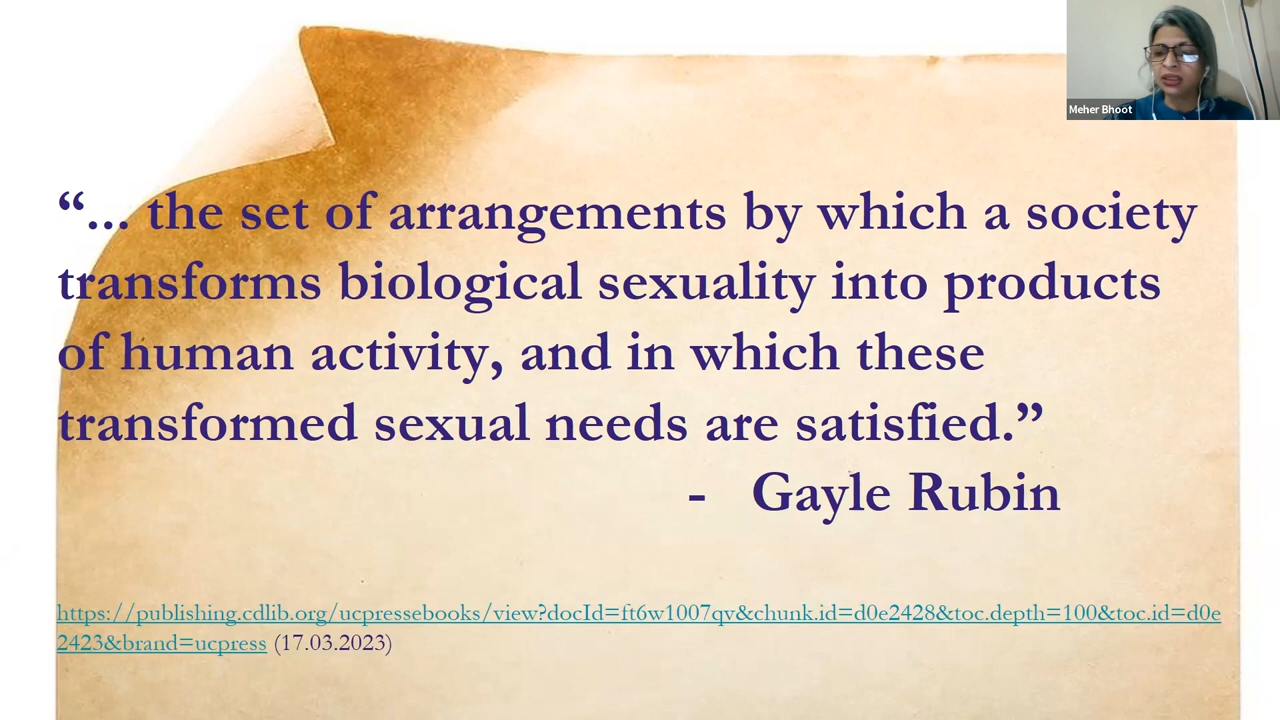 Meher Bhoot
“... the set of arrangements by which a society
transforms biological sexuality into products
of human activity, and in which these
transformed sexual needs are satisfied.”
- Gayle Rubin
https://publishing.cdlib.org/ucpressebooks/view?docId=ft6w1007qv&chunk.id=d0e2428&toc.depth=100&toc.id=d0e
2423&brand=ucpress (17.03.2023)